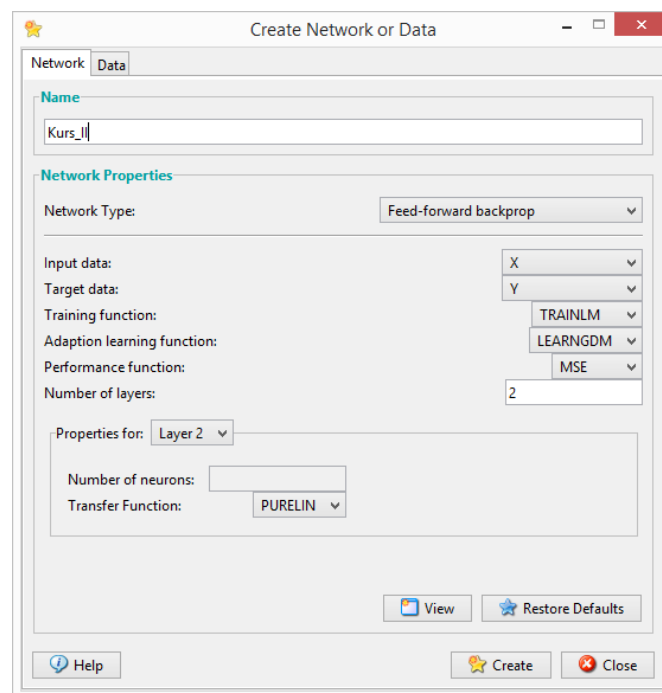 Create Network or Data
Network Data
Name
Kurs_II
Network Properties
Network Type: Feed-forward backprop
Input data: X
Target data: Y
Training function: TRAINLM
Adaption learning function: LEARNGDM
Performance function: MSE
Number of layers: 2
Properties for: Layer 2
Number of neurons:
Transfer Function: PURELIN
View Restore Defaults
Help Create Close